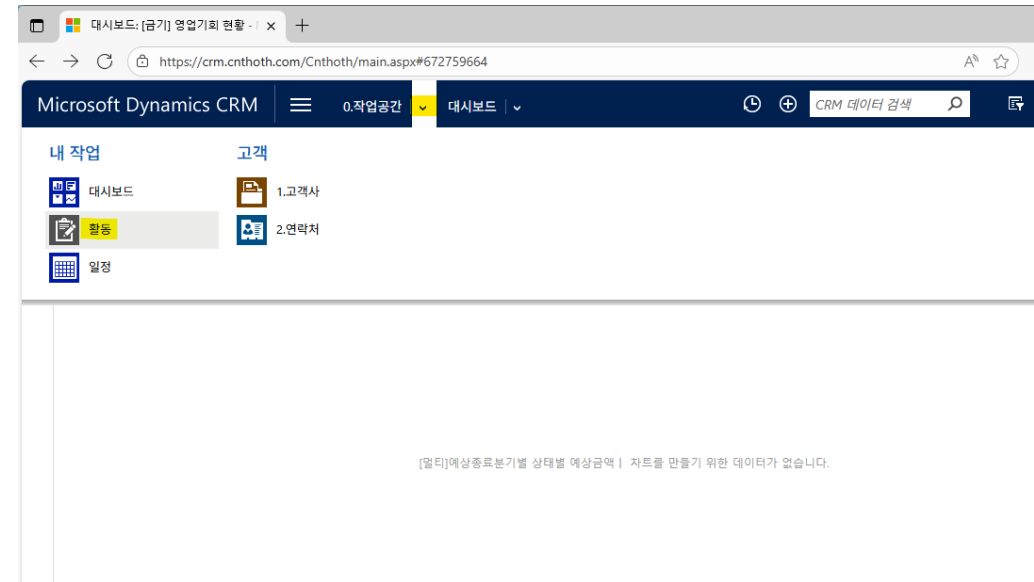 대시보드: [금기] 영업기회 현황 -
https://crm.cnthoth.com/Cnthoth/main.aspx#672759664
Microsoft Dynamics CRM 0.작업공간 대시보드 CRM 데이터 검색
내 작업 고객
대시보드 1.고객사
활동 2.연락처
일정
[멀티]예상종료분기별 상태별 예상금액ㅣ 차트를 만들기 위한 데이터가 없습니다.